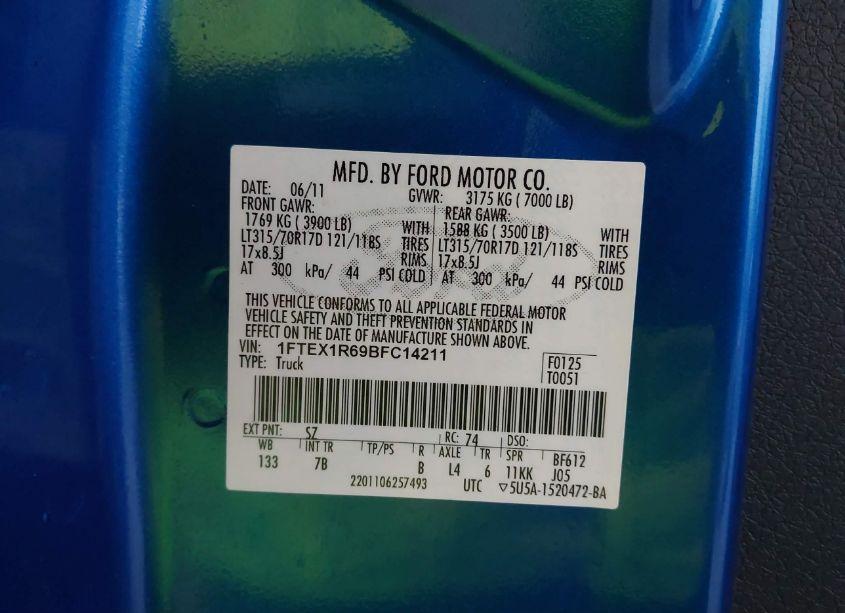 MFD. BY FORD MOTOR CO.
DATE: 06/11 GVWR: 3175 KG ( 7000 LB)
FRONT GAWR: REAR GAWR:
1769 KG ( 3900 LB) WITH 1588 KG ( 3500 LB) WITH
LT315/70R17D 121/118S TIRES LT315/70R17D 121/118S TIRES
17x8.5J RIMS 17x8.5J RIMS
AT 300 kPa/ 44 PSI COLD AT 300 kPa/ 44 PSI COLD
THIS VEHICLE CONFORMS TO ALL APPLICABLE FEDERAL MOTOR
VEHICLE SAFETY AND THEFT PREVENTION STANDARDS IN
EFFECT ON THE DATE OF MANUFACTURE SHOWN ABOVE.
VIN: 1FTEX1R69BFC14211
TYPE: Truck
F0125
T0051
EXT PNT: SZ RC: 74 DSO:
WB INT TR TP/PS R AXLE TR SPR BF612
133 7B B L4 6 11KK J05
2201106257493 UTC ▽5U5A-1520472-BA